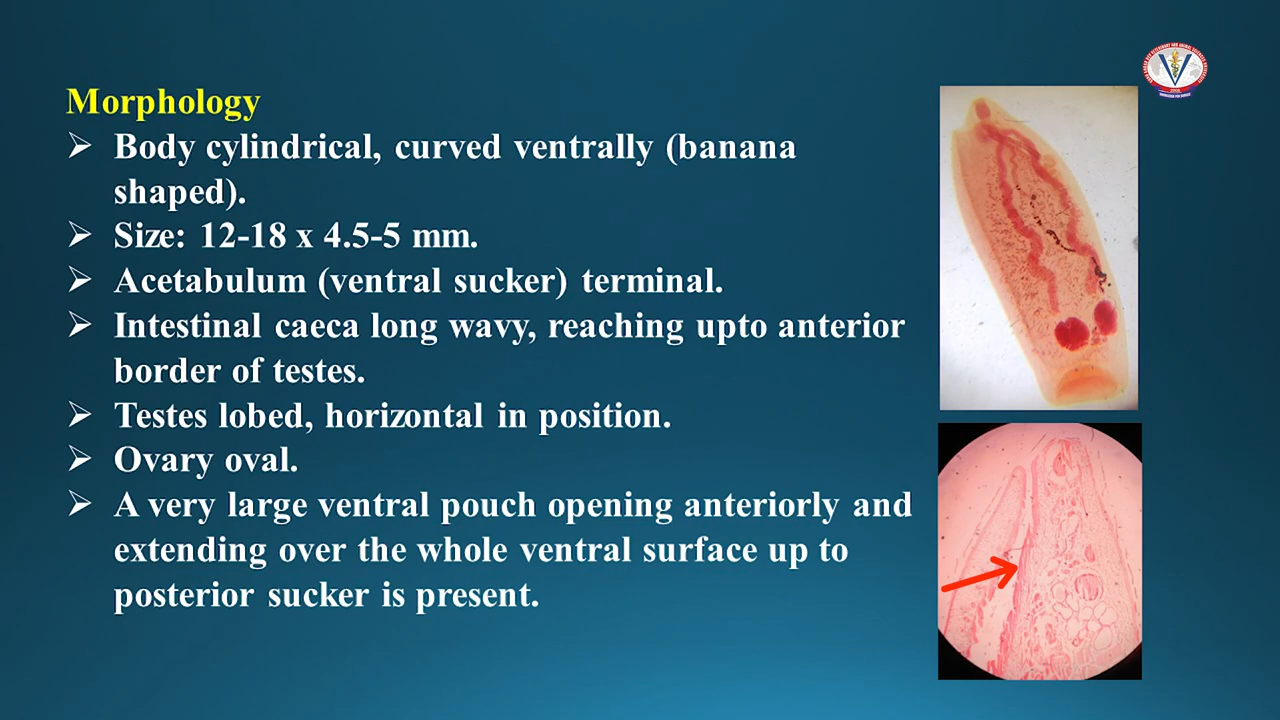 Morphology
➢ Body cylindrical, curved ventrally (banana
shaped).
➢ Size: 12-18 x 4.5-5 mm.
➢ Acetabulum (ventral sucker) terminal.
➢ Intestinal caeca long wavy, reaching upto anterior
border of testes.
➢ Testes lobed, horizontal in position.
➢ Ovary oval.
➢ A very large ventral pouch opening anteriorly and
extending over the whole ventral surface up to
posterior sucker is present.